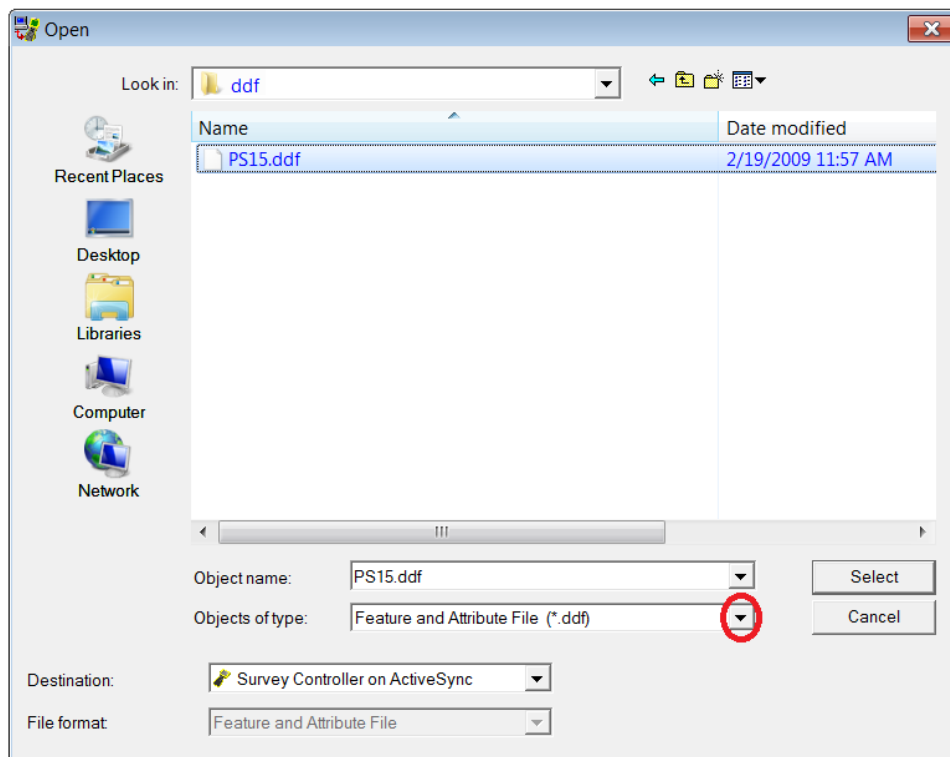 Open
Look in:
ddf
Name
Date modified
PS15.ddf
2/19/2009 11:57 AM
Recent Places
Desktop
Libraries
Computer
Network
Object name:
PS15.ddf
Select
Objects of type:
Feature and Attribute File (*.ddf)
Cancel
Destination:
Survey Controller on ActiveSync
File format:
Feature and Attribute File